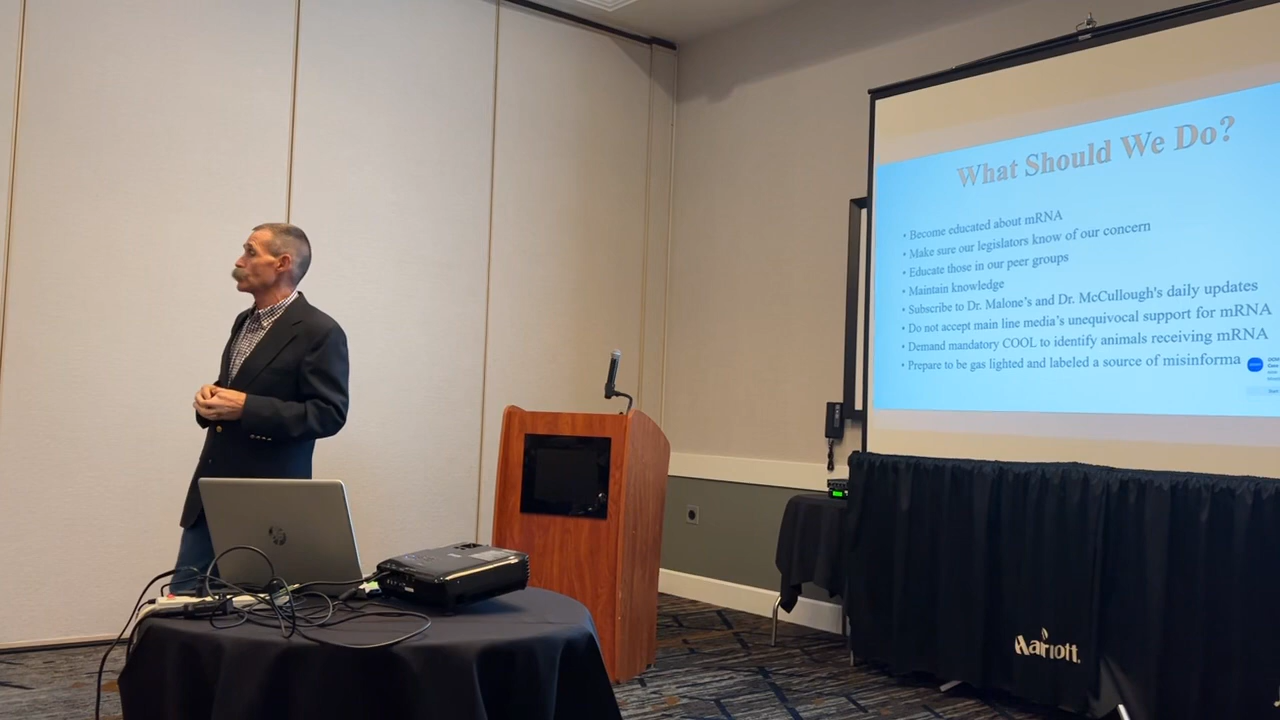 What Should We Do?
• Become educated about mRNA
• Make sure our legislators know of our concern
• Educate those in our peer groups
• Maintain knowledge
• Subscribe to Dr. Malone's and Dr. McCullough's daily updates
• Do not accept main line media's unequivocal support for mRNA
• Demand mandatory COOL to identify animals receiving mRNA
• Prepare to be gas lighted and labeled a source of misinforma
hp